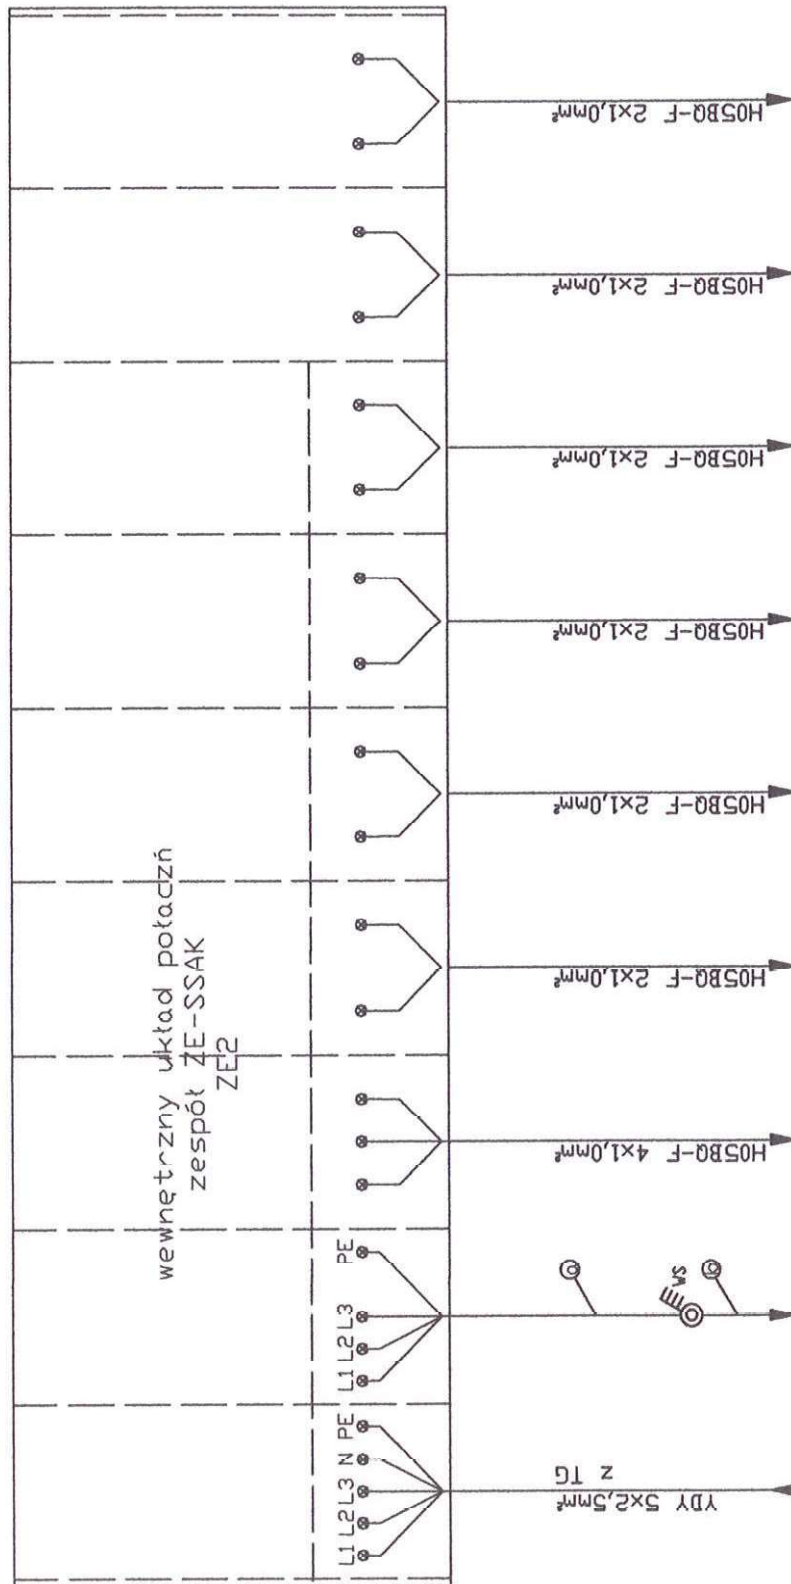 wewnętrzny układ połaczń
zespół ZE-SSAK
ZE2
L1 L2 L3 N PE
L1 L2 L3 PE
YDY 5x2,5mm²
z TG
WS
H05BQ-F 4x1,0mm²
H05BQ-F 2x1,0mm²
H05BQ-F 2x1,0mm²
H05BQ-F 2x1,0mm²
H05BQ-F 2x1,0mm²
H05BQ-F 2x1,0mm²
H05BQ-F 2x1,0mm²